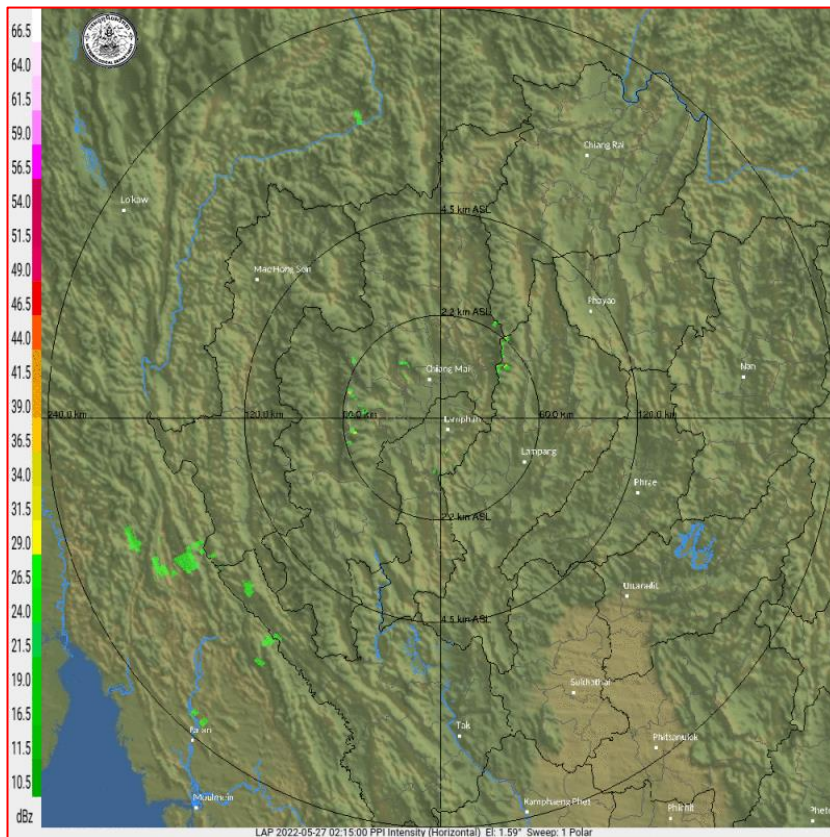 66.5
64.0
61.5
59.0
56.5
54.0
51.5
49.0
46.5
44.0
41.5
39.0
36.5
34.0
31.5
29.0
26.5
24.0
21.5
19.0
16.5
11.5
10.5
dBz
Chiang Rai
Lo'kaw
4.5 km ASL
Mae Hong Son
Phayao
2.2 km ASL
Chiang Mai
Nan
240.0 km
120.0 km
60.0 km
60.0 km
120.0 km
Lamphun
Lampang
Phrae
2.2 km ASL
Uttaradit
4.5 km ASL
Sukhothai
Tak
Phitsanulok
Pa-an
Moulmein
Kamphaeng Phet
Phichit
Phet
LAP 2022-05-27 02:15:00 PPI Intensity (Horizontal) El: 1.59° Sweep: 1 Polar